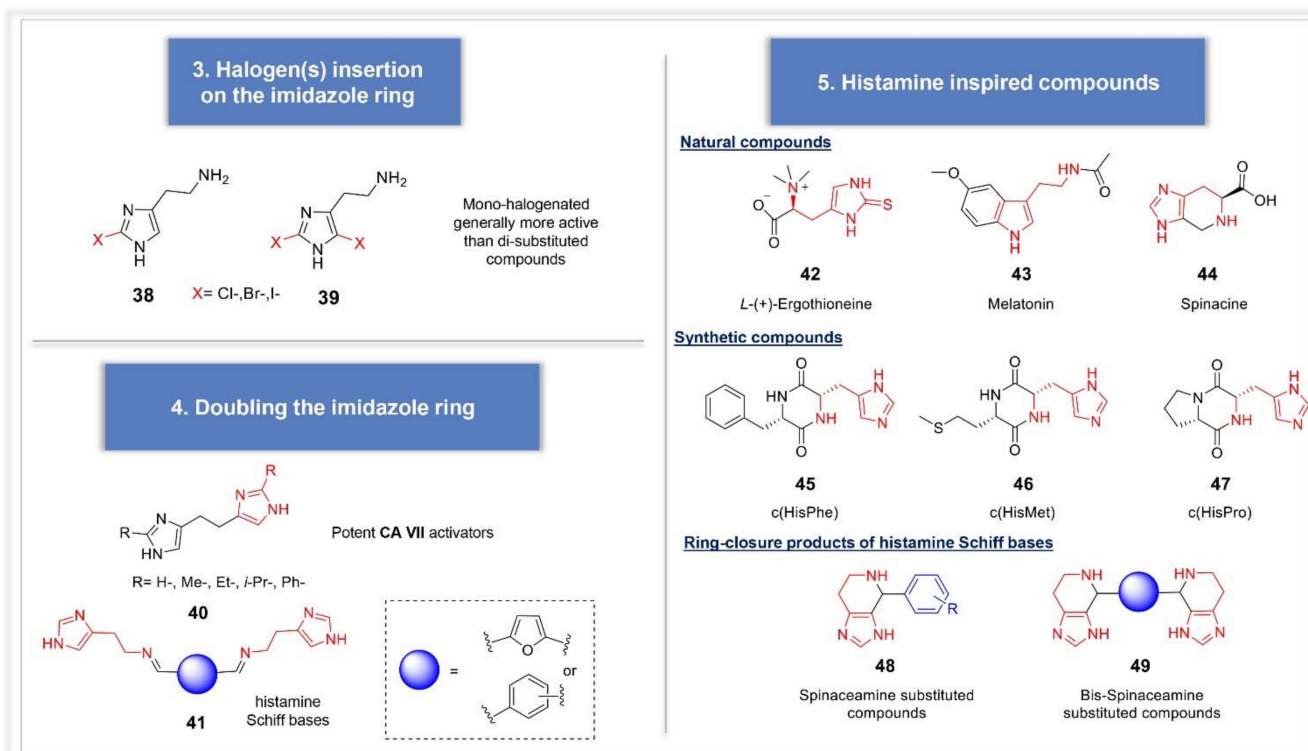 3. Halogen(s) insertion
on the imidazole ring
NH2
N
X
N
H
38
NH2
N
X
N
H
X
39
X= Cl-,Br-,I-
Mono-halogenated
generally more active
than di-substituted
compounds
4. Doubling the imidazole ring
R
N
NH
R
N
HN
Potent CA VII activators
R= H-, Me-, Et-, i-Pr-, Ph-
40
N
HN
N
N
N
NH
41
histamine
Schiff bases
=
O
or
5. Histamine inspired compounds
Natural compounds
N
+
O
-
O
H
N
S
N
H
42
L-(+)-Ergothioneine
O
HN
O
N
H
43
Melatonin
N
N
H
NH
O
OH
44
Spinacine
Synthetic compounds
O
HN
NH
O
H
N
N
45
c(HisPhe)
O
HN
NH
S
O
H
N
N
46
c(HisMet)
O
N
NH
O
H
N
N
47
c(HisPro)
Ring-closure products of histamine Schiff bases
HN
R
N
NH
48
Spinaceamine substituted
compounds
HN
N
NH
HN
HN
N
49
Bis-Spinaceamine
substituted compounds